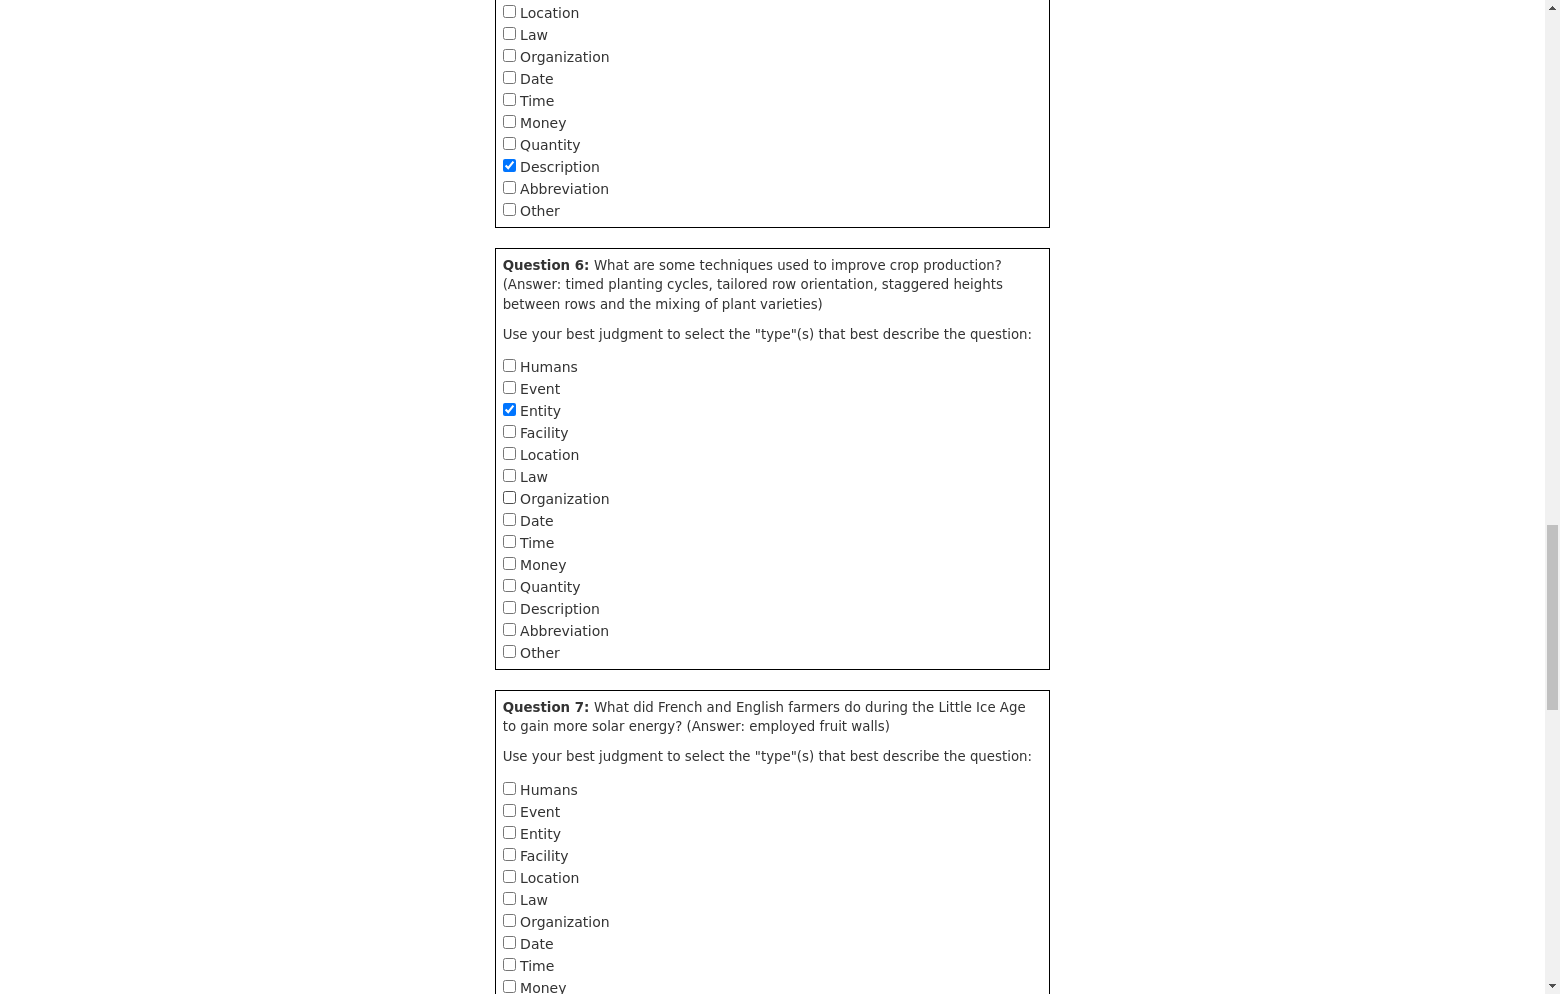 Location
Law
Organization
Date
Time
Money
Quantity
Description
Abbreviation
Other
Question 6: What are some techniques used to improve crop production?
(Answer: timed planting cycles, tailored row orientation, staggered heights
between rows and the mixing of plant varieties)
Use your best judgment to select the "type"(s) that best describe the question:
Humans
Event
Entity
Facility
Location
Law
Organization
Date
Time
Money
Quantity
Description
Abbreviation
Other
Question 7: What did French and English farmers do during the Little Ice Age
to gain more solar energy? (Answer: employed fruit walls)
Use your best judgment to select the "type"(s) that best describe the question:
Humans
Event
Entity
Facility
Location
Law
Organization
Date
Time
Money